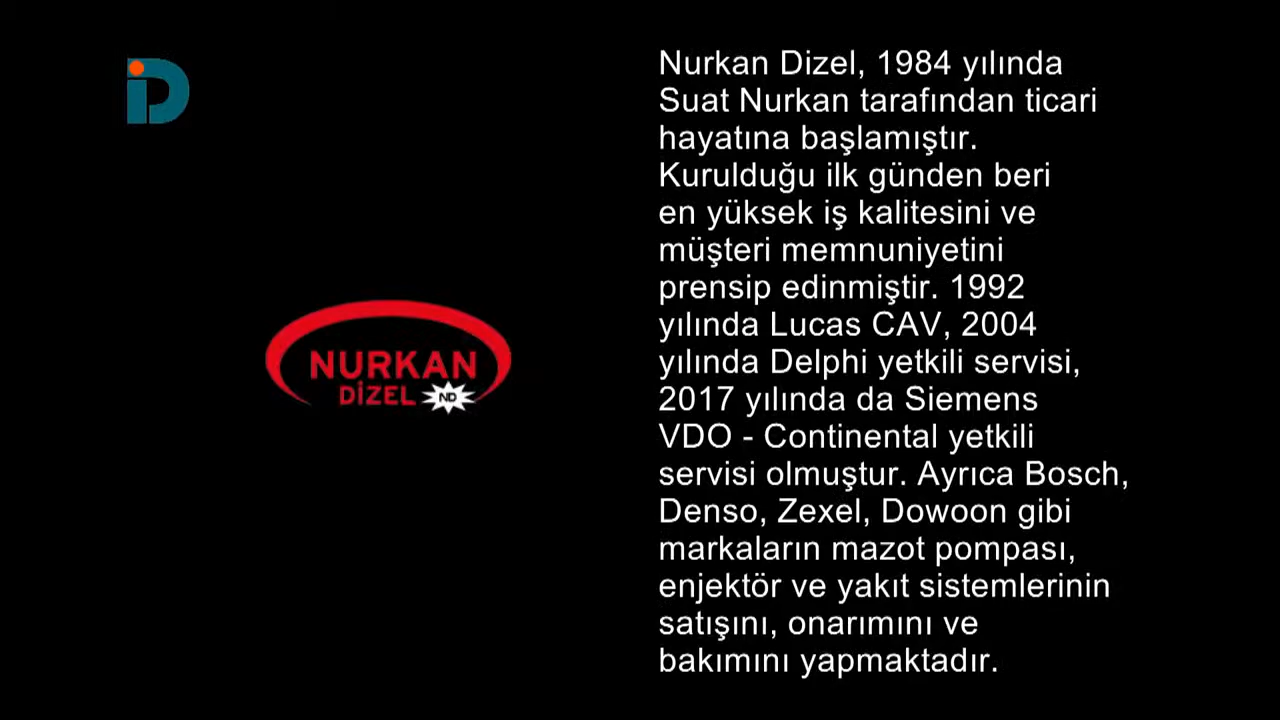 iD
NURKAN
DİZEL ND
Nurkan Dizel, 1984 yılında
Suat Nurkan tarafından ticari
hayatına başlamıştır.
Kurulduğu ilk günden beri
en yüksek iş kalitesini ve
müşteri memnuniyetini
prensip edinmiştir. 1992
yılında Lucas CAV, 2004
yılında Delphi yetkili servisi,
2017 yılında da Siemens
VDO - Continental yetkili
servisi olmuştur. Ayrıca Bosch,
Denso, Zexel, Dowoon gibi
markaların mazot pompası,
enjektör ve yakıt sistemlerinin
satışını, onarımını ve
bakımını yapmaktadır.